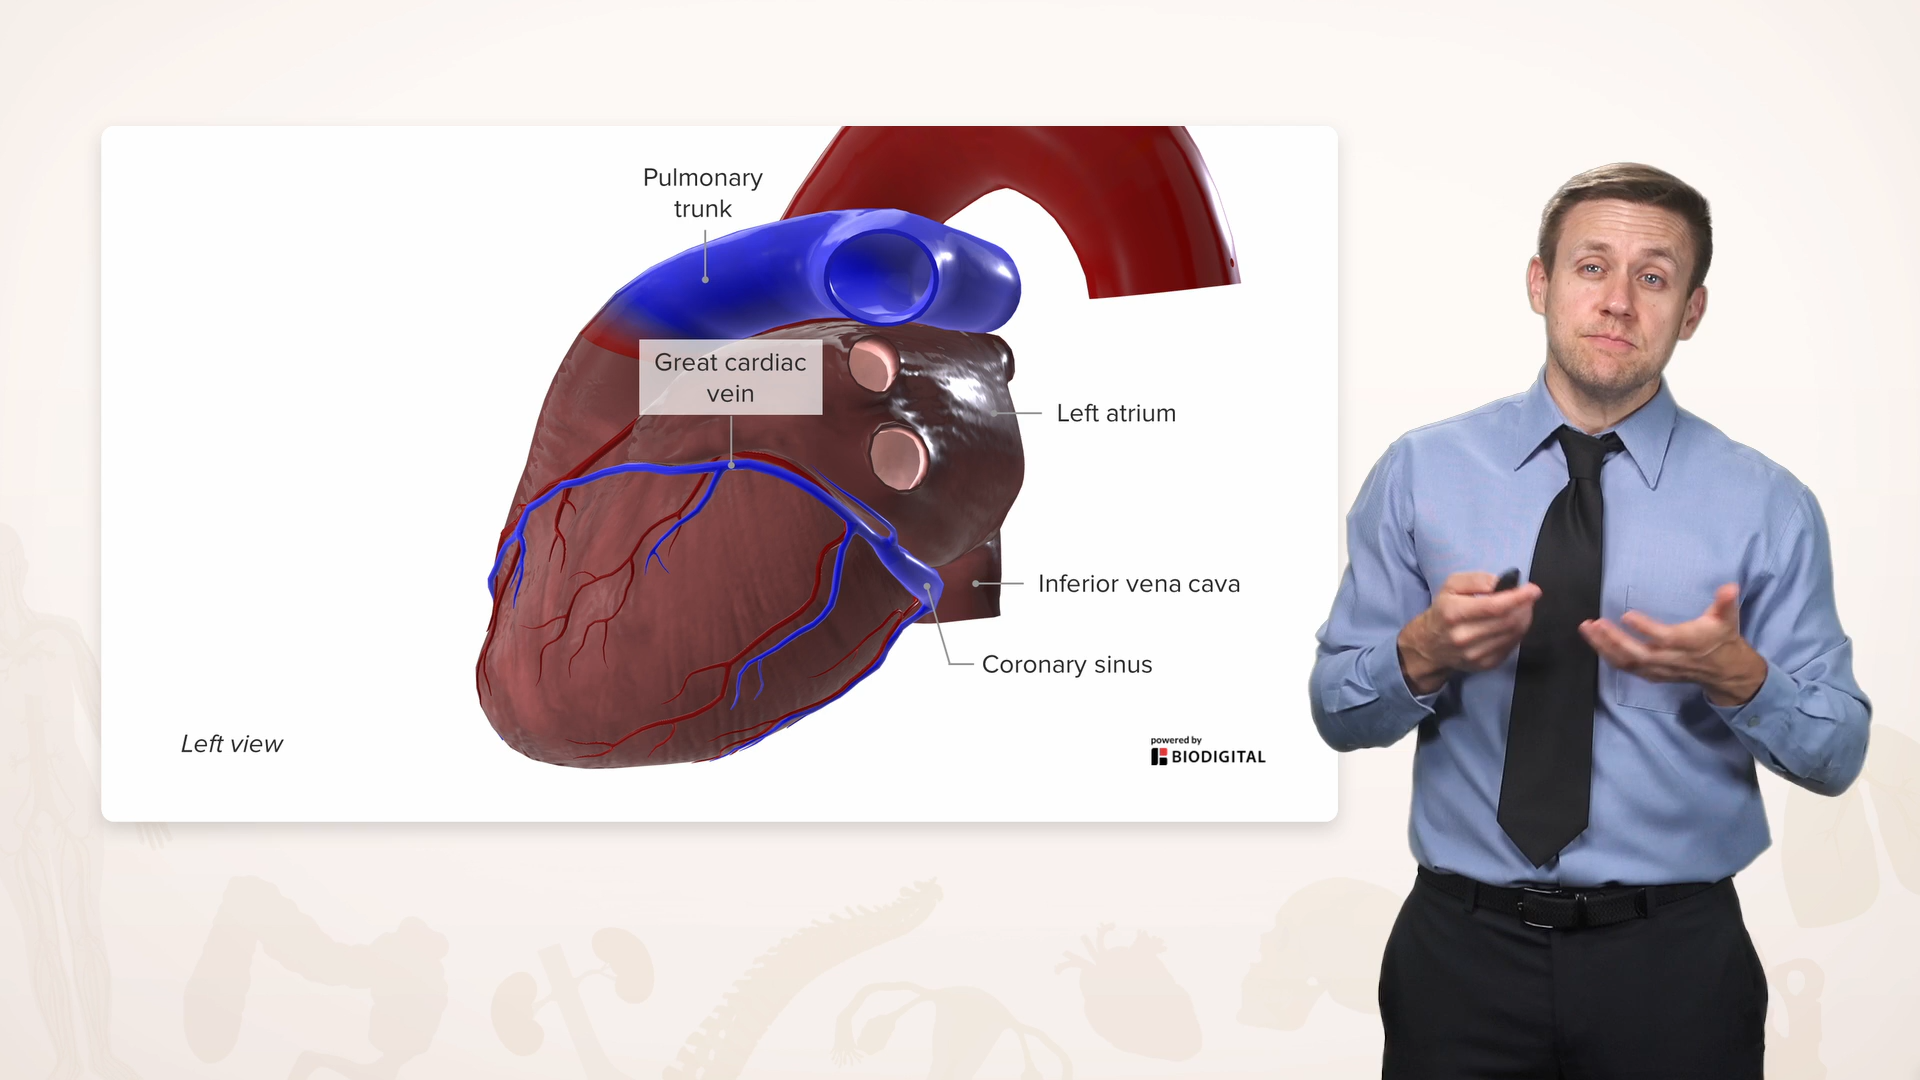 Pulmonary
trunk
Great cardiac
vein
Left atrium
Inferior vena cava
Coronary sinus
Left view
powered by
BIODIGITAL